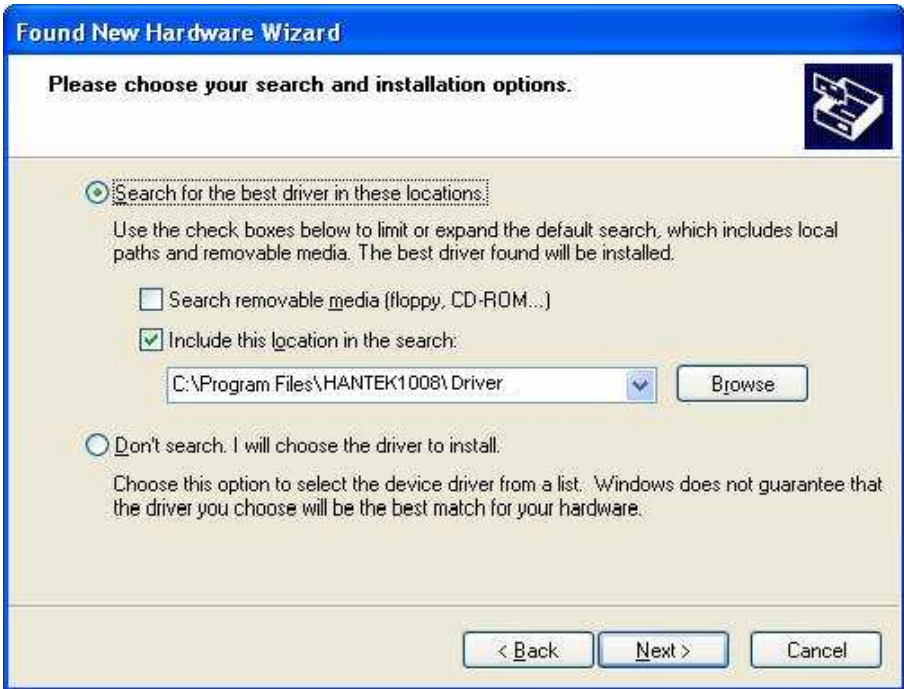 Found New Hardware Wizard
Please choose your search and installation options.
Search for the best driver in these locations.
Use the check boxes below to limit or expand the default search, which includes local
paths and removable media. The best driver found will be installed.
Search removable media (floppy, CD-ROM...)
Include this location in the search:
C:\Program Files\HANTEK1008\Driver
Browse
Don't search. I will choose the driver to install.
Choose this option to select the device driver from a list. Windows does not guarantee that
the driver you choose will be the best match for your hardware.
< Back Next > Cancel